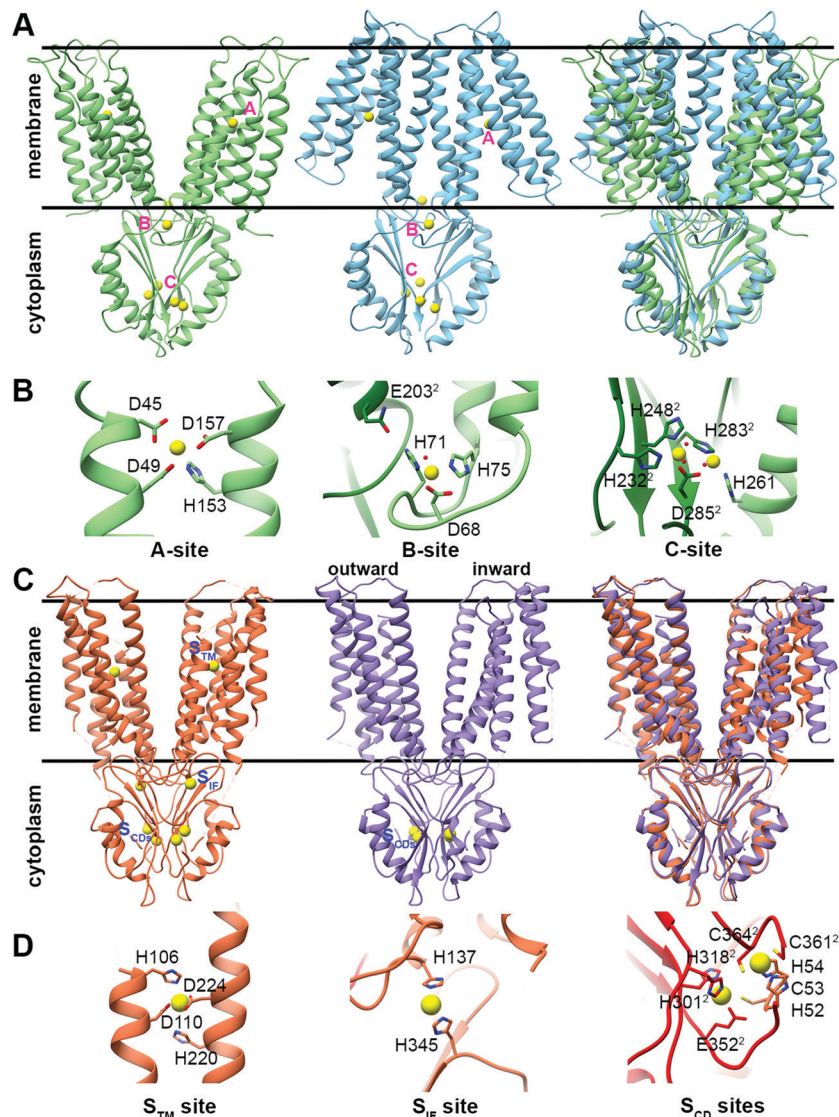 A
membrane
cytoplasm
A
B
C
A
B
C
B
D45
D157
D49
H153
A-site
E203²
H71
H75
D68
B-site
H248²
H283²
H232²
H261
D285²
C-site
C
outward inward
membrane
cytoplasm
S_TM
S_IF
S_CDs
S_CDs
D
H106
D224
D110
H220
S_TM site
H137
H345
S_IF site
C364²
C361²
H318²
H54
C53
H301²
H52
E352²
S_CD sites